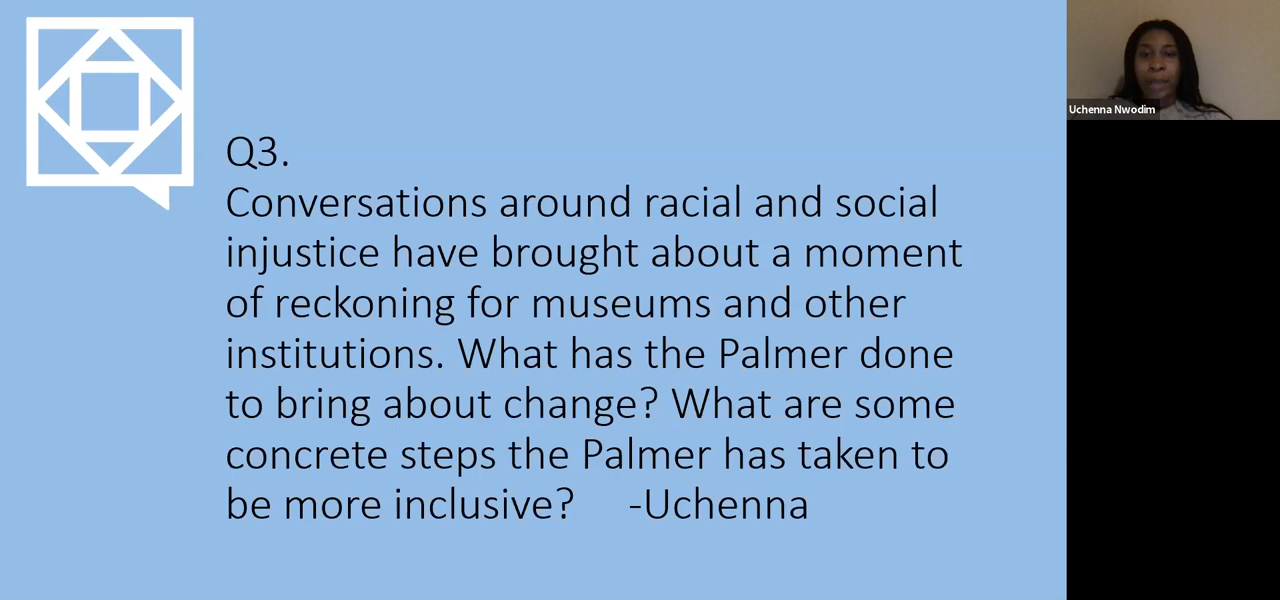 Q3.
Conversations around racial and social
injustice have brought about a moment
of reckoning for museums and other
institutions. What has the Palmer done
to bring about change? What are some
concrete steps the Palmer has taken to
be more inclusive? -Uchenna
Uchenna Nwodim